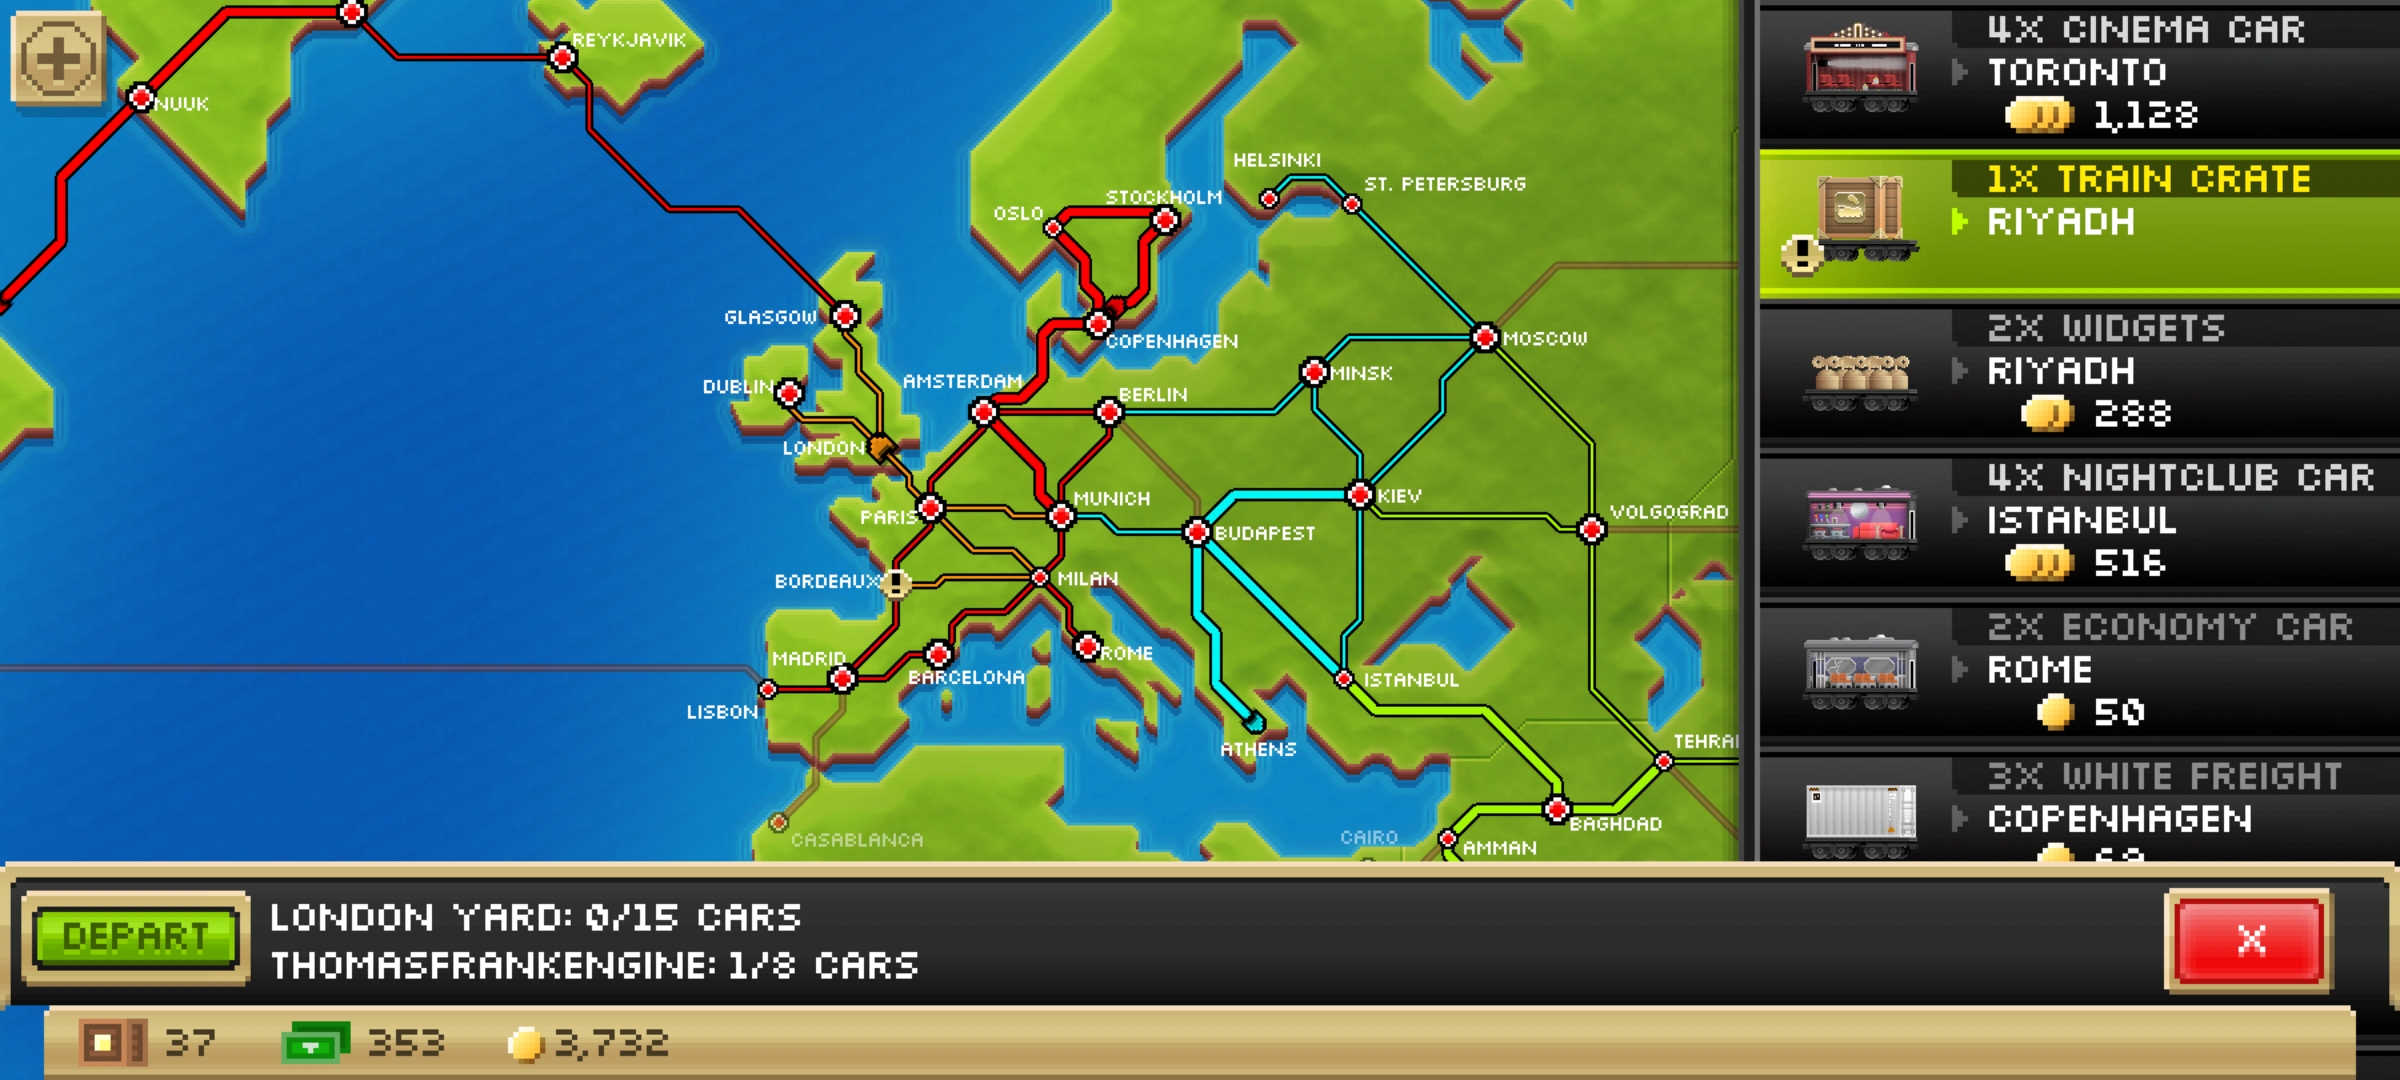 REYKJAVIK
NUUK
HELSINKI
ST. PETERSBURG
STOCKHOLM
OSLO
GLASGOW
MOSCOW
COPENHAGEN
MINSK
AMSTERDAM
DUBLIN
BERLIN
LONDON
MUNICH
KIEV
PARIS
VOLGOGRAD
BUDAPEST
BORDEAUX
MILAN
MADRID
ROME
BARCELONA
ISTANBUL
LISBON
ATHENS
TEHRA
BAGHDAD
CASABLANCA
CAIRO
AMMAN
4X CINEMA CAR
TORONTO
1,128
1X TRAIN CRATE
RIYADH
2X WIDGETS
RIYADH
288
4X NIGHTCLUB CAR
ISTANBUL
516
2X ECONOMY CAR
ROME
50
3X WHITE FREIGHT
COPENHAGEN
DEPART
LONDON YARD: 0/15 CARS
THOMASFRANKENGINE: 1/8 CARS
X
37
353
3,732